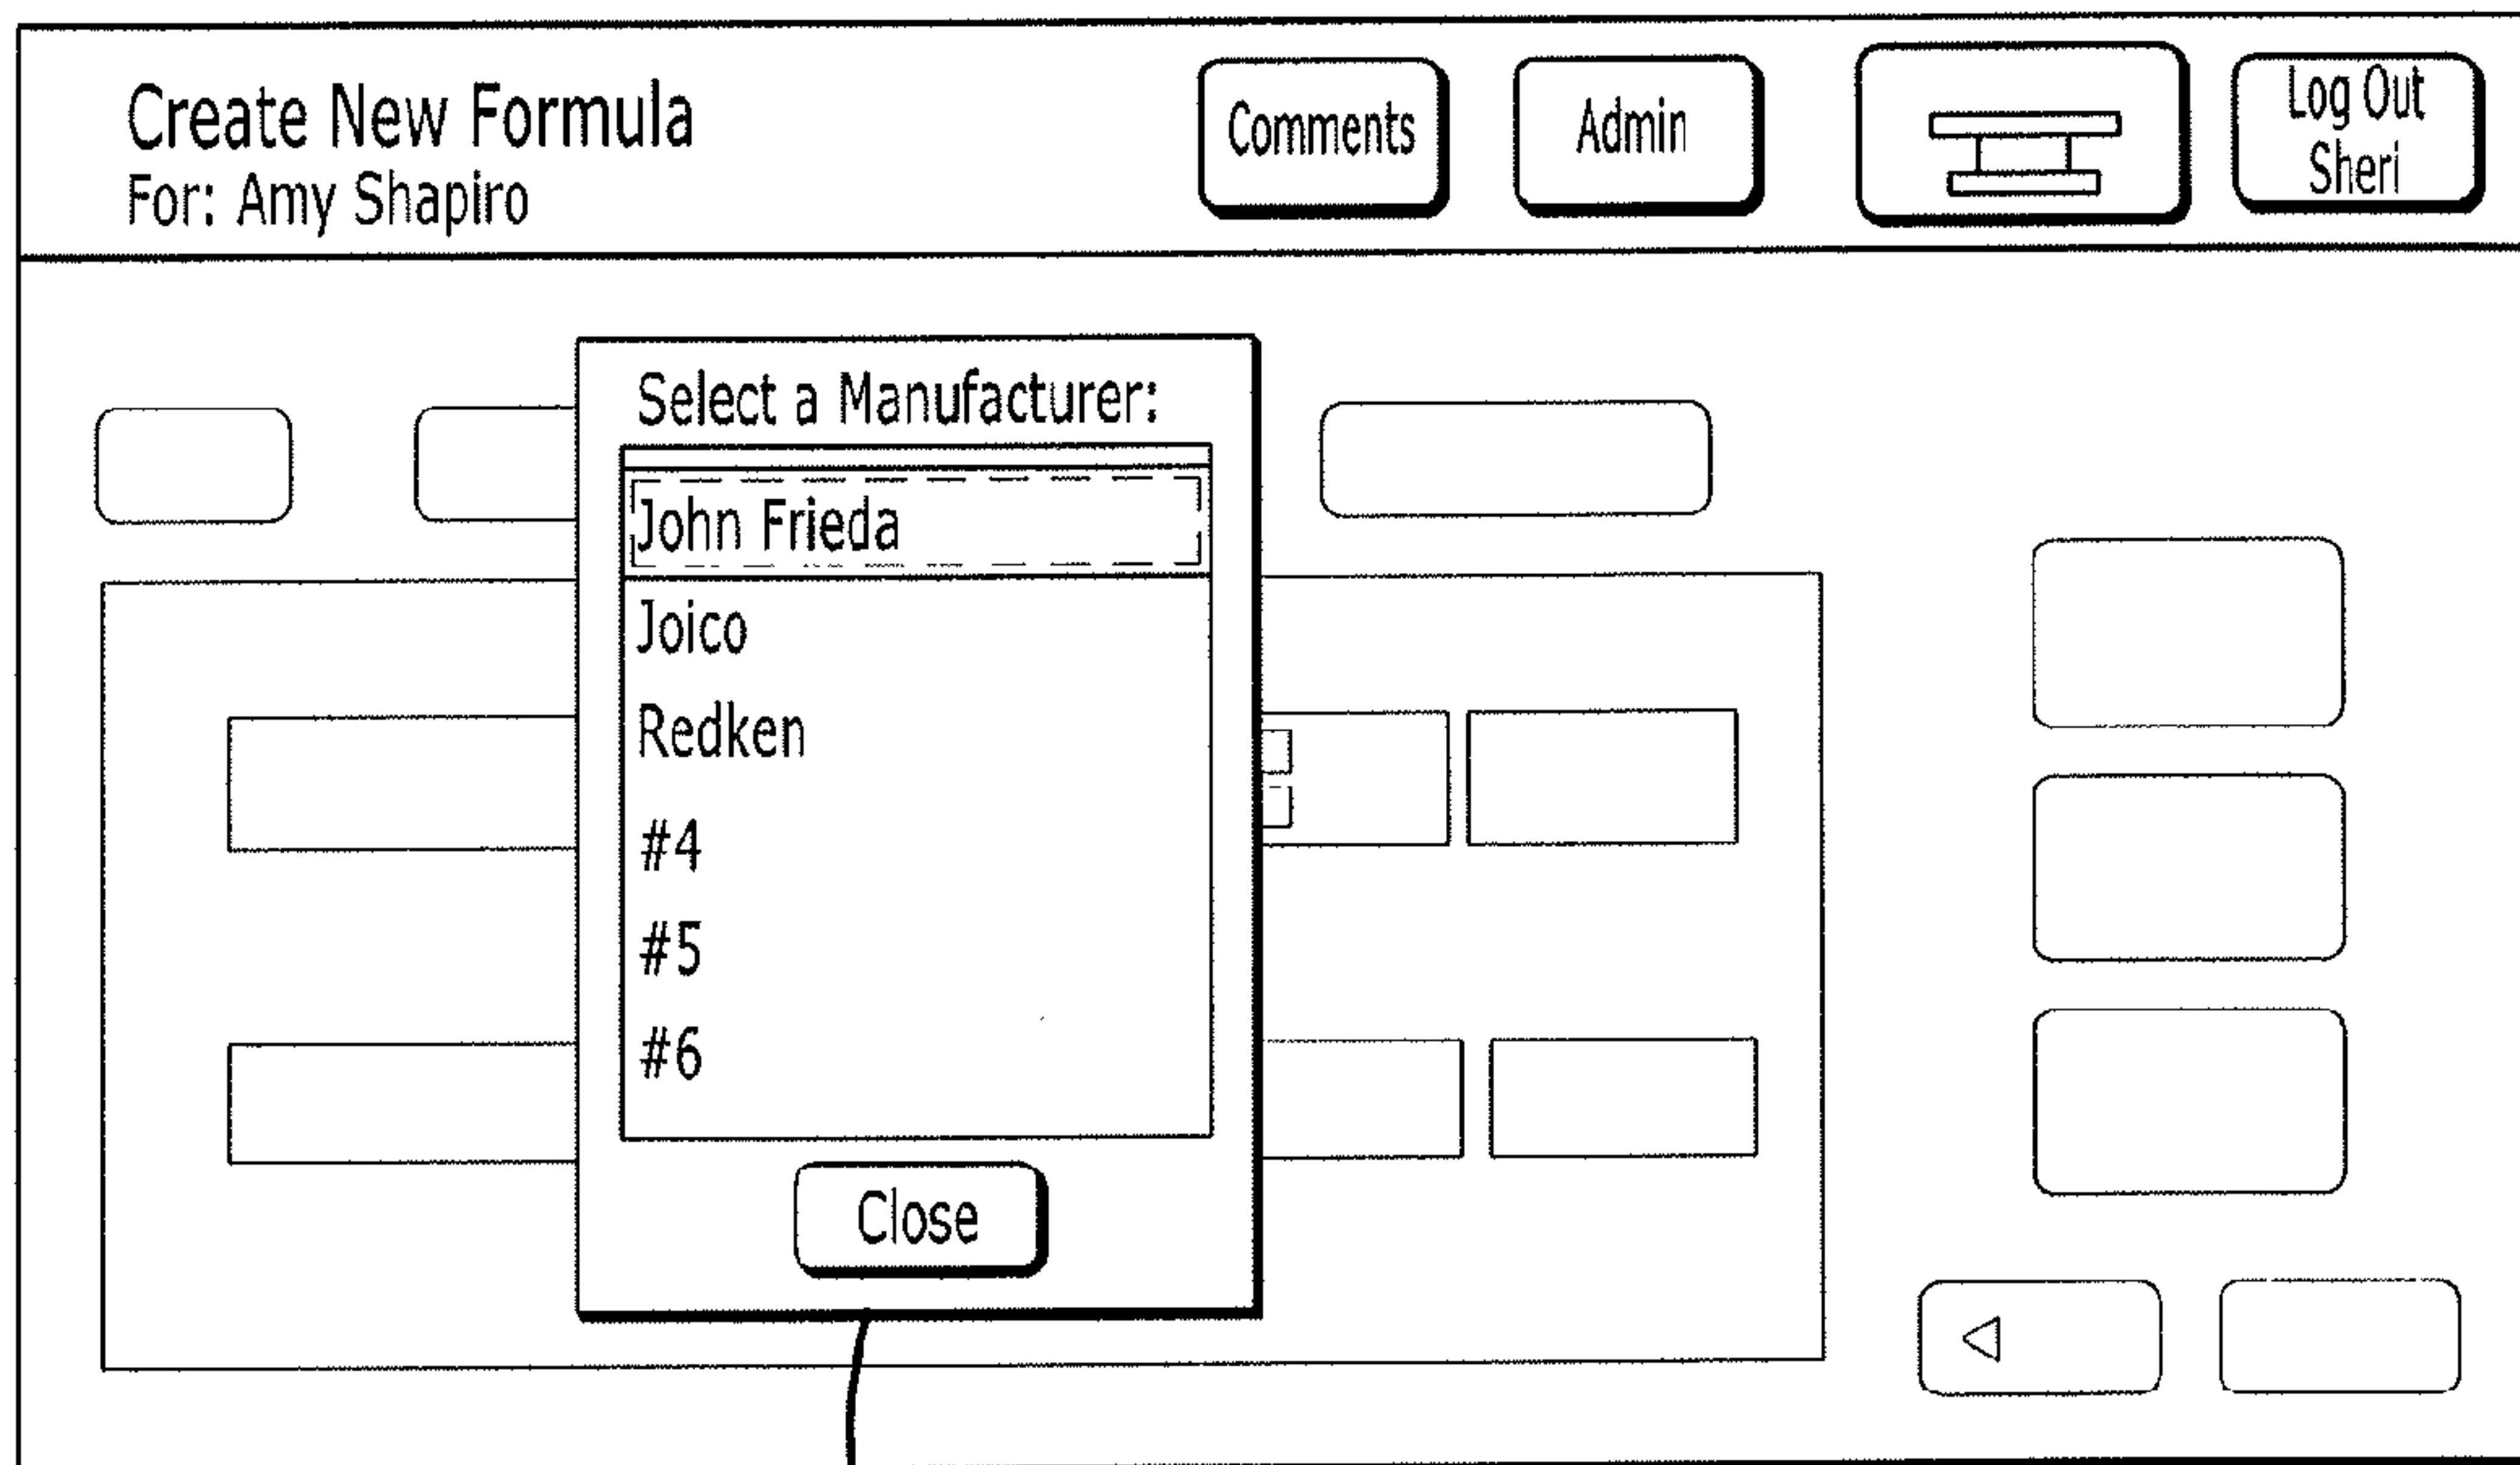 Create New Formula
For: Amy Shapiro
Comments
Admin
Log Out
Sheri
Select a Manufacturer:
John Frieda
Joico
Redken
#4
#5
#6
Close